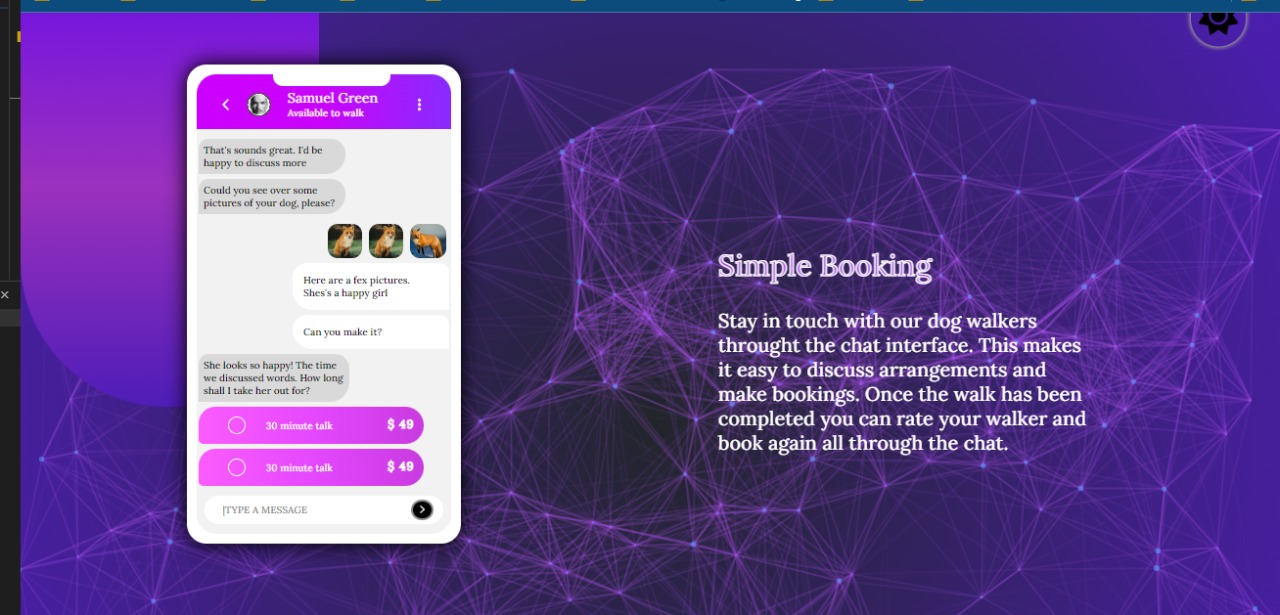 Samuel Green
Available to walk
That's sounds great. I'd be
happy to discuss more
Could you see over some
pictures of your dog, please?
Here are a fex pictures.
Shes's a happy girl
Can you make it?
She looks so happy! The time
we discussed words. How long
shall I take her out for?
30 minute talk $ 49
30 minute talk $ 49
TYPE A MESSAGE
Simple Booking
Stay in touch with our dog walkers
throught the chat interface. This makes
it easy to discuss arrangements and
make bookings. Once the walk has been
completed you can rate your walker and
book again all through the chat.